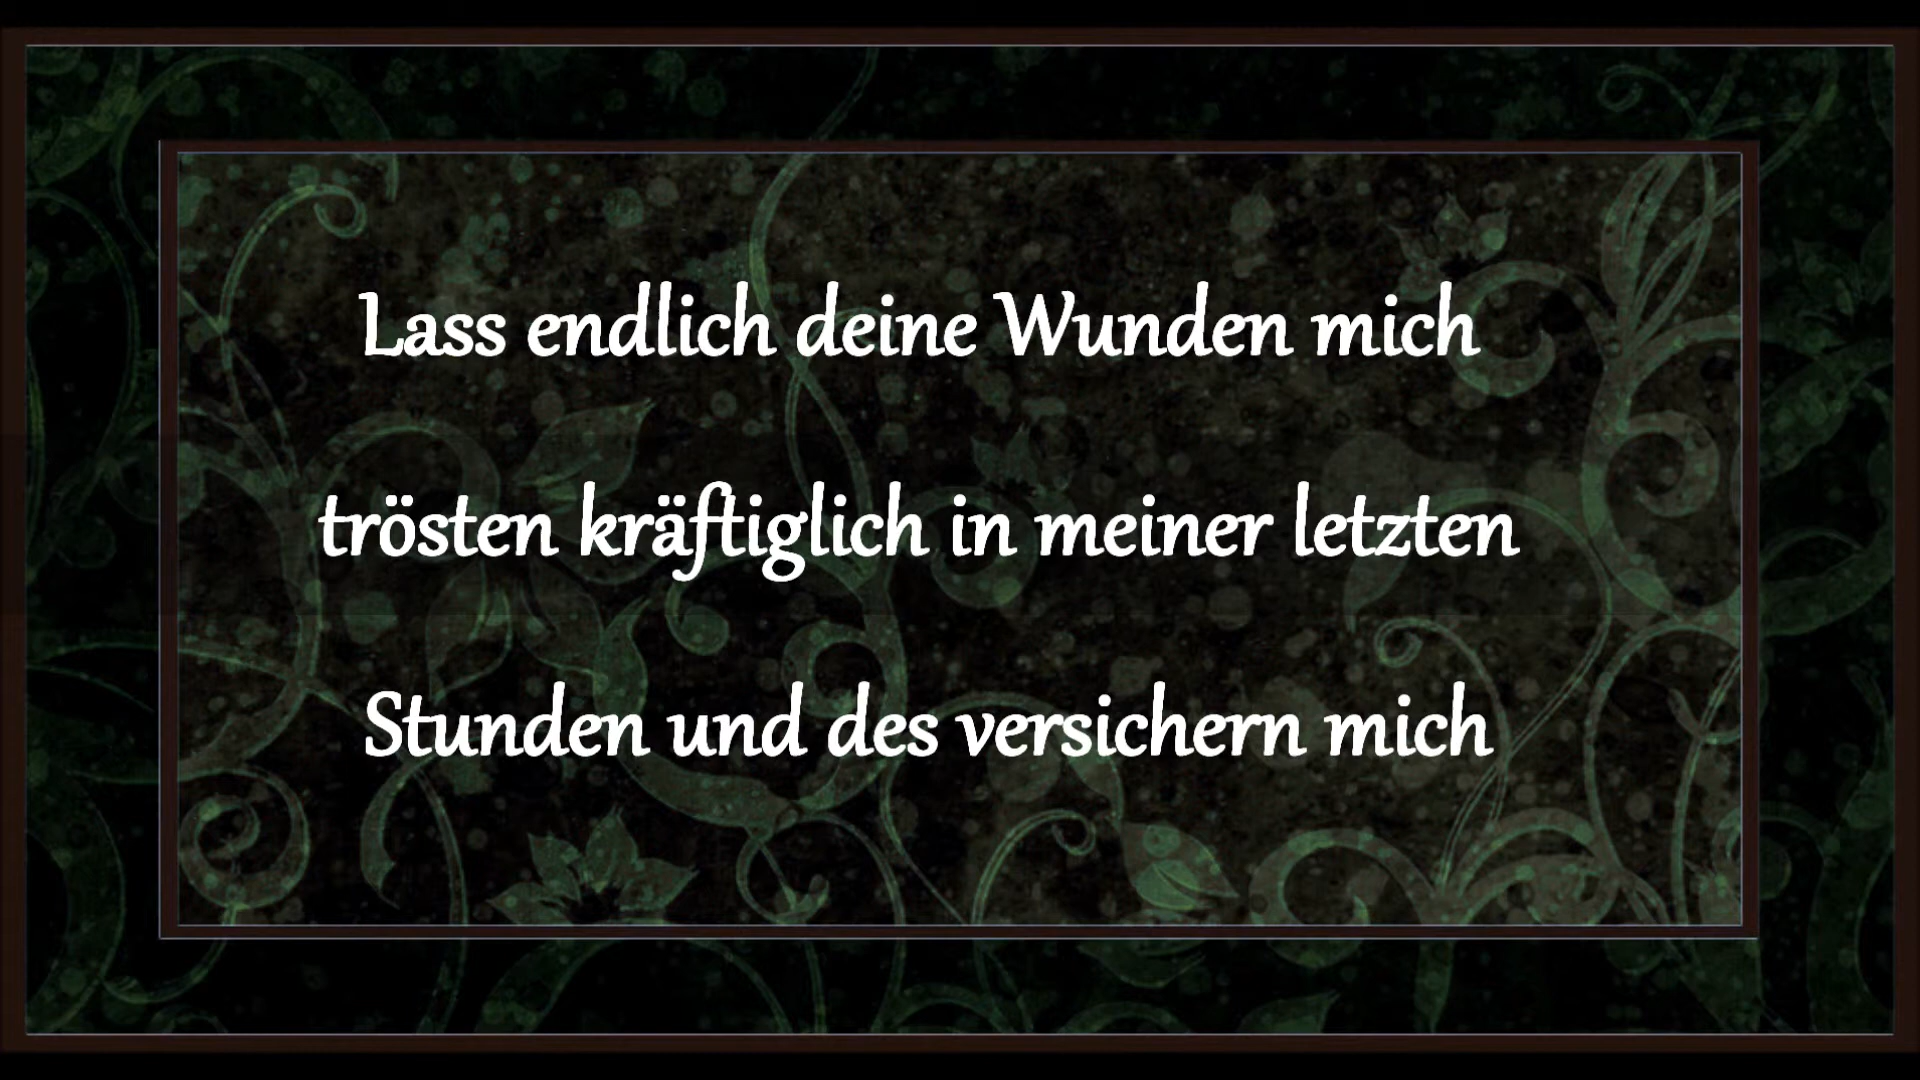 Lass endlich deine Wunden mich
trösten kräftiglich in meiner letzten
Stunden und des versichern mich